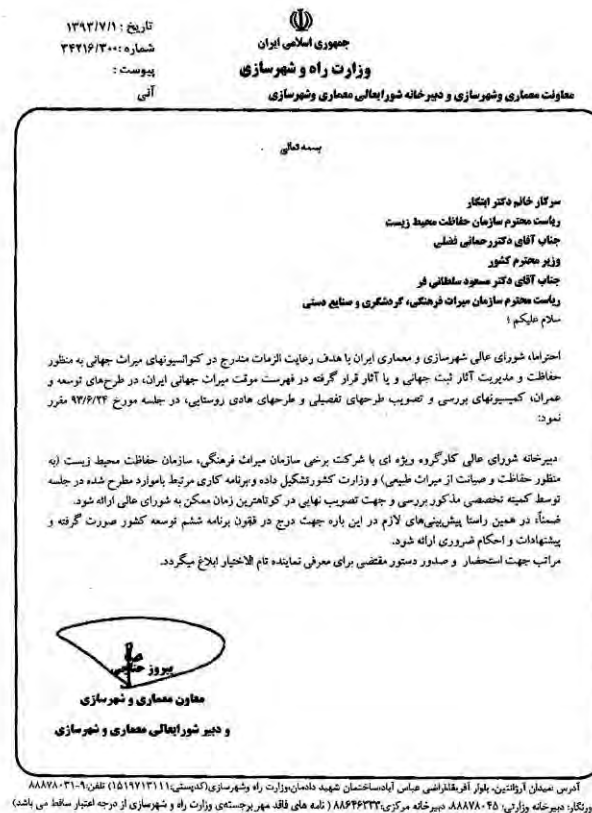 تاریخ : ۱۳۹۳/۷/۱
شماره: ۳۴۲۱۶/۳۰۰
پیوست :
آنی
جمهوری اسلامی ایران
وزارت راه و شهرسازی
معاونت معماری وشهرسازی و دبیرخانه شورایعالی معماری وشهرسازی
بسمه تعالی
سرکار خانم دکتر ابتکار
ریاست محترم سازمان حفاظت محیط زیست
جناب آقای دکتررحمانی فضلی
وزیر محترم کشور
جناب آقای دکتر مسعود سلطانی فر
ریاست محترم سازمان میراث فرهنگی، گردشگری و صنایع دستی
سلام علیکم ؛
احتراما، شورای عالی شهرسازی و معماری ایران با هدف رعایت الزمات مندرج در کنوانسیونهای میراث جهانی به منظور
حفاظت و مدیریت آثار ثبت جهانی و یا آثار قرار گرفته در فهرست موقت میراث جهانی ایران، در طرح‌های توسعه و
عمران، کمیسیونهای بررسی و تصویب طرحهای تفصیلی و طرحهای هادی روستایی، در جلسه مورخ ۹۳/۶/۲۴ مقرر
نمود:
دبیرخانه شورای عالی کارگروه ویژه ای با شرکت برخی سازمان میراث فرهنگی، سازمان حفاظت محیط زیست (به
منظور حفاظت و صیانت از میراث طبیعی) و وزارت کشورتشکیل داده وبرنامه کاری مرتبط باموارد مطرح شده در جلسه
توسط کمیته تخصصی مذکور بررسی و جهت تصویب نهایی در کوتاهترین زمان ممکن به شورای عالی ارائه شود.
ضمناً، در همین راستا پیش‌بینی‌های لازم در این باره جهت درج در قفون برنامه ششم توسعه کشور صورت گرفته و
پیشنهادات و احکام ضروری ارائه شود.
مراتب جهت استحضار و صدور دستور مقتضی برای معرفی نماینده تام الاختیار ابلاغ میگردد.
پیروز حناچی
معاون معماری و شهرسازی
و دبیر شورایعالی معماری و شهرسازی
آدرس :میدان آرژانتین، بلوار آفریقا،اراضی عباس آباد،ساختمان شهید دادمان،وزارت راه وشهرسازی(کدپستی:۱۵۱۹۷۱۳۱۱۱) تلفن:۹-۸۸۸۷۸۰۳۱
ورنگار: دبیرخانه وزارتی: ۸۸۸۷۸۰۴۵، دبیرخانه مرکزی:۸۸۶۴۶۳۳۳ ( نامه های فاقد مهر برجسته‌ی وزارت راه و شهرسازی از درجه اعتبار ساقط می باشد)